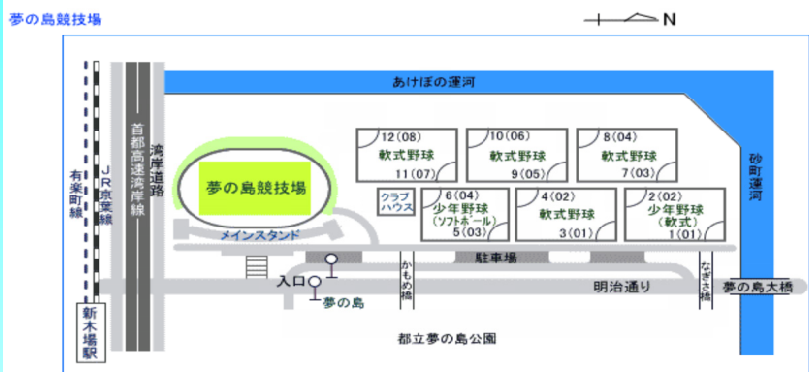 夢の島競技場
N
あけぼの運河
12(08)
軟式野球
11(07)
10(06)
軟式野球
9(05)
8(04)
軟式野球
7(03)
首都高速湾岸線
湾岸道路
JR京葉線
有楽町線
夢の島競技場
メインスタンド
クラブ
ハウス
6(04)
少年野球
(ソフトボール)
5(03)
4(02)
軟式野球
3(01)
2(02)
少年野球
(軟式)
1(01)
砂町運河
駐車場
かもめ橋
なぎさ橋
入口
夢の島
明治通り
夢の島大橋
新木場駅
都立夢の島公園